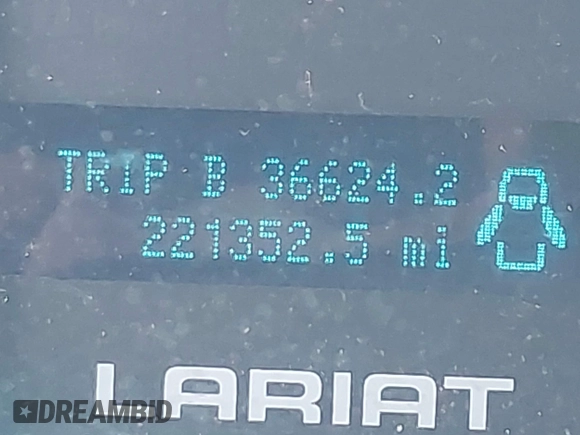 TRIP B 36624.2
221352.5 mi
LARIAT
DREAMBID